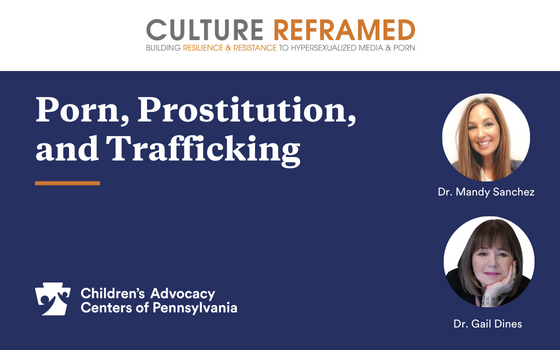 CULTURE REFRAMED
BUILDING RESILIENCE & RESISTANCE TO HYPERSEXUALIZED MEDIA & PORN
Porn, Prostitution,
and Trafficking
Dr. Mandy Sanchez
Children's Advocacy
Centers of Pennsylvania
Dr. Gail Dines